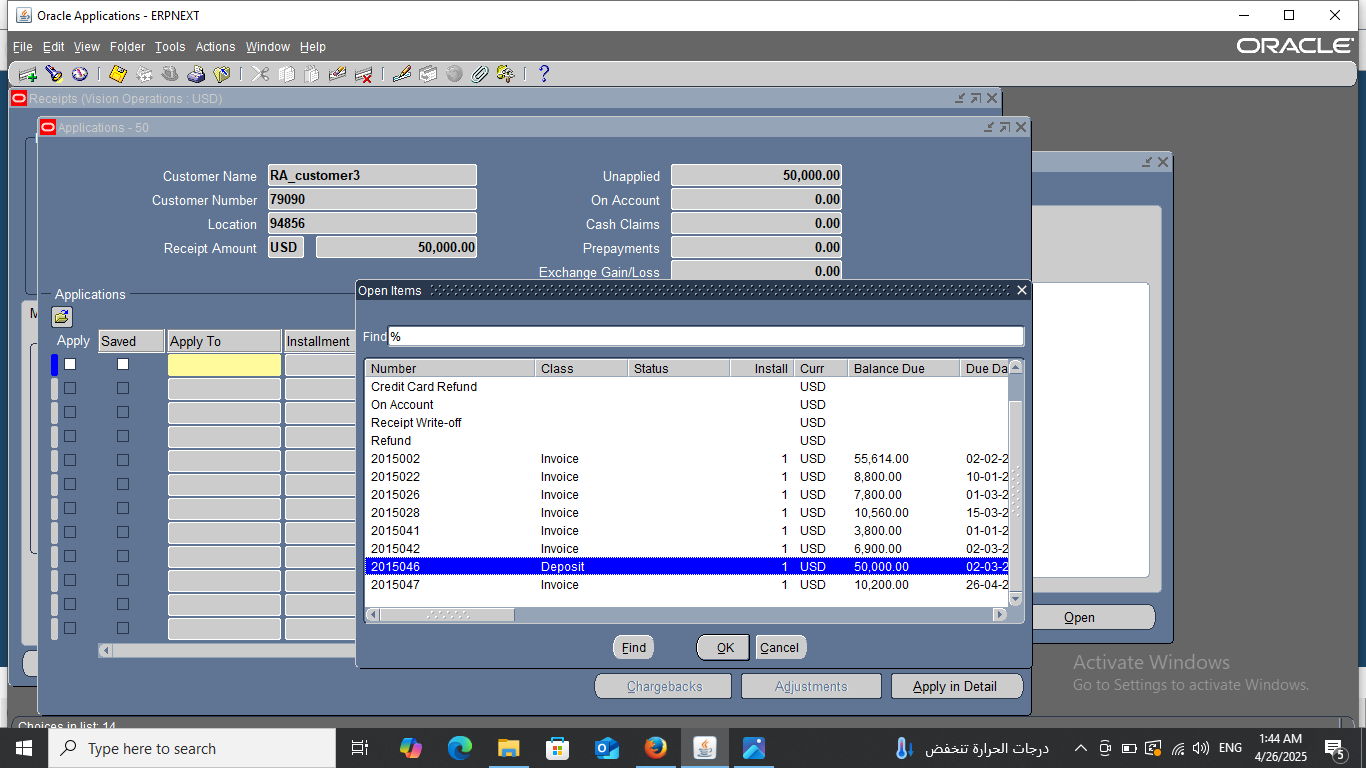 Oracle Applications - ERPNEXT
File Edit View Folder Tools Actions Window Help
ORACLE
Receipts (Vision Operations : USD)
Applications - 50
Customer Name RA_customer3 Unapplied 50,000.00
Customer Number 79090 On Account 0.00
Location 94856 Cash Claims 0.00
Receipt Amount USD 50,000.00 Prepayments 0.00
Exchange Gain/Loss 0.00
Applications
Apply Saved Apply To Installment
Open Items
Find %
Number Class Status Install Curr Balance Due Due Da
Credit Card Refund USD
On Account USD
Receipt Write-off USD
Refund USD
2015002 Invoice 1 USD 55,614.00 02-02-2
2015022 Invoice 1 USD 8,800.00 10-01-2
2015026 Invoice 1 USD 7,800.00 01-03-2
2015028 Invoice 1 USD 10,560.00 15-03-2
2015041 Invoice 1 USD 3,800.00 01-01-2
2015042 Invoice 1 USD 6,900.00 02-03-2
2015046 Deposit 1 USD 50,000.00 02-03-2
2015047 Invoice 1 USD 10,200.00 26-04-2
Find OK Cancel
Open
Chargebacks Adjustments Apply in Detail
Activate Windows
Go to Settings to activate Windows.
Choices in list: 14
Type here to search
درجات الحرارة تنخفض
ENG
1:44 AM
4/26/2025
5